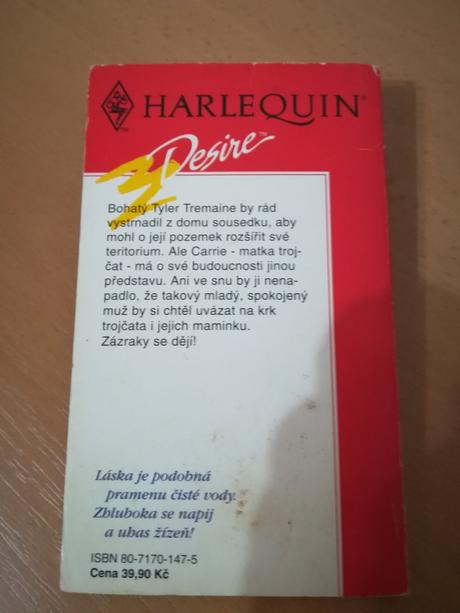 HARLEQUIN®
Desire™
Bohatý Tyler Tremaine by rád
vystrnadil z domu sousedku, aby
mohl o její pozemek rozšířit své
teritorium. Ale Carrie - matka troj-
čat - má o své budoucnosti jinou
představu. Ani ve snu by ji nena-
padlo, že takový mladý, spokojený
muž by si chtěl uvázat na krk
trojčata i jejich maminku.
Zázraky se dějí!
Láska je podobná
pramenu čisté vody.
Zhluboka se napij
a uhas žízeň!
ISBN 80-7170-147-5
Cena 39,90 Kč